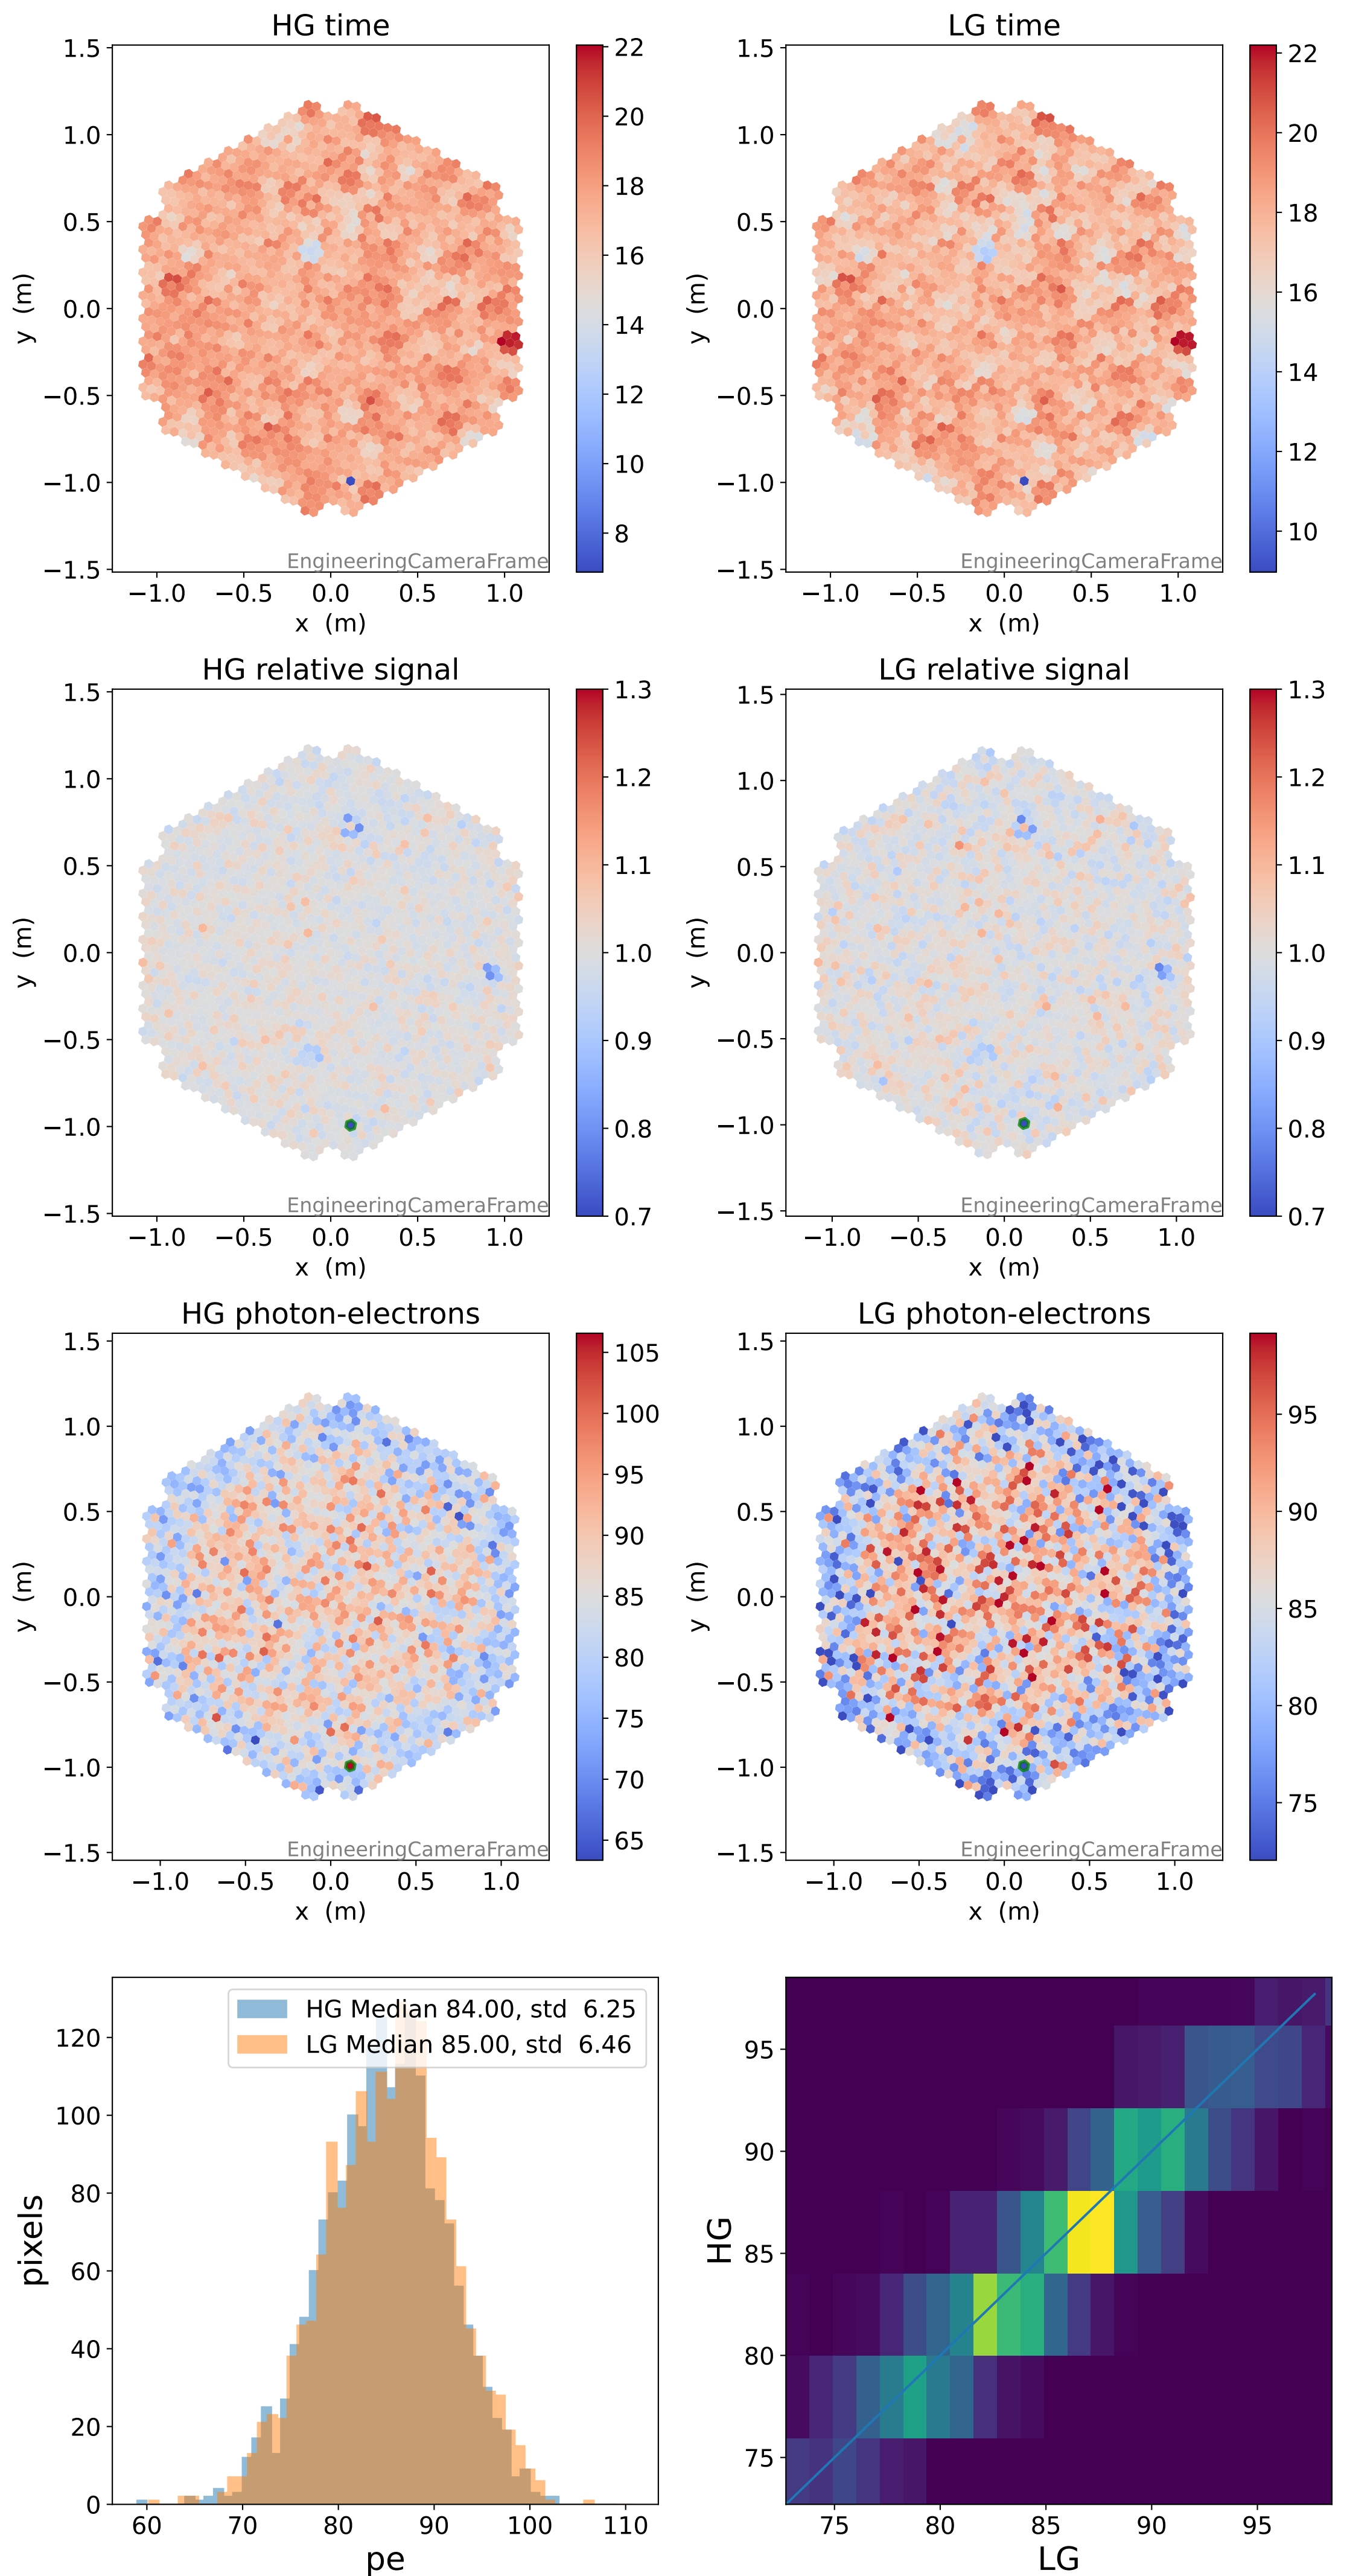 HG time
LG time
1.5
1.0
0.5
0.0
−0.5
−1.0
−1.5
y (m)
−1.0 −0.5 0.0 0.5 1.0
x (m)
EngineeringCameraFrame
22
20
18
16
14
12
10
8
1.5
1.0
0.5
0.0
−0.5
−1.0
−1.5
y (m)
−1.0 −0.5 0.0 0.5 1.0
x (m)
EngineeringCameraFrame
22
20
18
16
14
12
10
HG relative signal
LG relative signal
1.5
1.0
0.5
0.0
−0.5
−1.0
−1.5
y (m)
−1.0 −0.5 0.0 0.5 1.0
x (m)
EngineeringCameraFrame
1.3
1.2
1.1
1.0
0.9
0.8
0.7
1.5
1.0
0.5
0.0
−0.5
−1.0
−1.5
y (m)
−1.0 −0.5 0.0 0.5 1.0
x (m)
EngineeringCameraFrame
1.3
1.2
1.1
1.0
0.9
0.8
0.7
HG photon-electrons
LG photon-electrons
1.5
1.0
0.5
0.0
−0.5
−1.0
−1.5
y (m)
−1.0 −0.5 0.0 0.5 1.0
x (m)
EngineeringCameraFrame
105
100
95
90
85
80
75
70
65
1.5
1.0
0.5
0.0
−0.5
−1.0
−1.5
y (m)
−1.0 −0.5 0.0 0.5 1.0
x (m)
EngineeringCameraFrame
95
90
85
80
75
HG Median 84.00, std 6.25
LG Median 85.00, std 6.46
120
100
80
60
40
20
0
pixels
60 70 80 90 100 110
pe
95
90
85
80
75
HG
75 80 85 90 95
LG